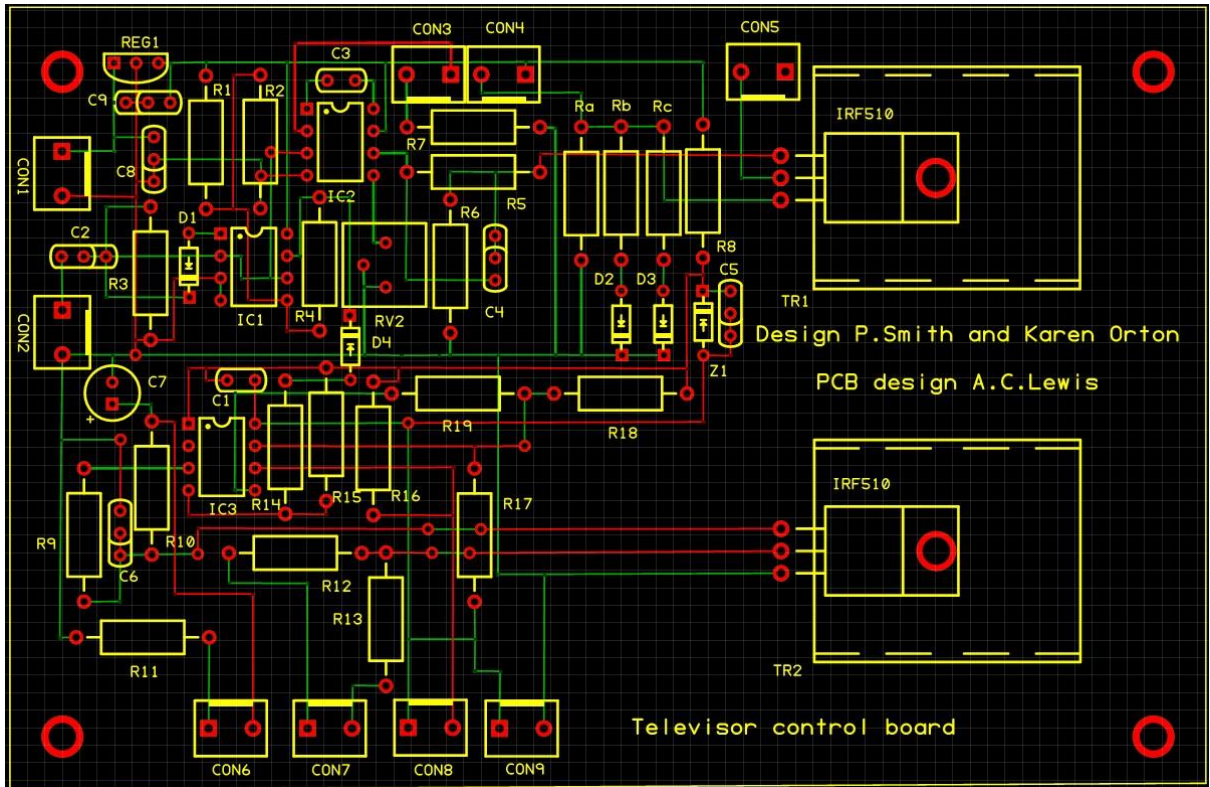 CON3
CON4
CON5
REG1
C3
C9
R1
R2
Ra
Rb
Rc
IRF510
R7
CON1
C8
IC2
R5
D1
R6
C2
R8
R3
D2
D3
C5
IC1
R4
RV2
C4
TR1
CON2
D4
Design P.Smith and Karen Orton
Z1
C7
C1
PCB design A.C.Lewis
+
R19
R18
IRF510
R14
R15
R16
R17
IC3
R9
R10
C6
R12
R13
R11
TR2
Televisor control board
CON6
CON7
CON8
CON9